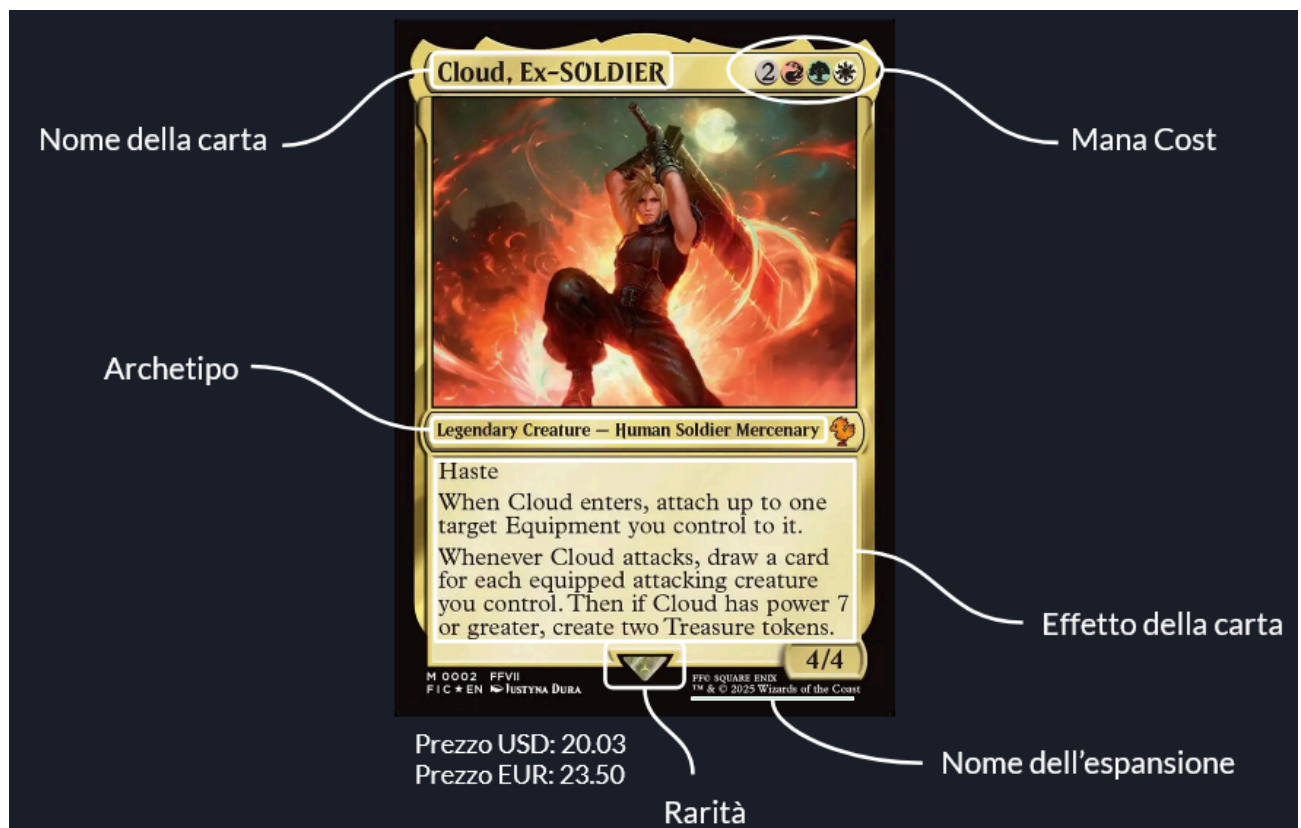 Cloud, Ex-SOLDIER 2
Nome della carta
Mana Cost
Archetipo
Legendary Creature — Human Soldier Mercenary
Haste
When Cloud enters, attach up to one
target Equipment you control to it.
Whenever Cloud attacks, draw a card
for each equipped attacking creature
you control. Then if Cloud has power 7
or greater, create two Treasure tokens.
Effetto della carta
4/4
M 0002 FFVII
FIC ★ EN Justyna Dura
FF© SQUARE ENIX
™ & © 2025 Wizards of the Coast
Prezzo USD: 20.03
Prezzo EUR: 23.50
Nome dell’espansione
Rarità